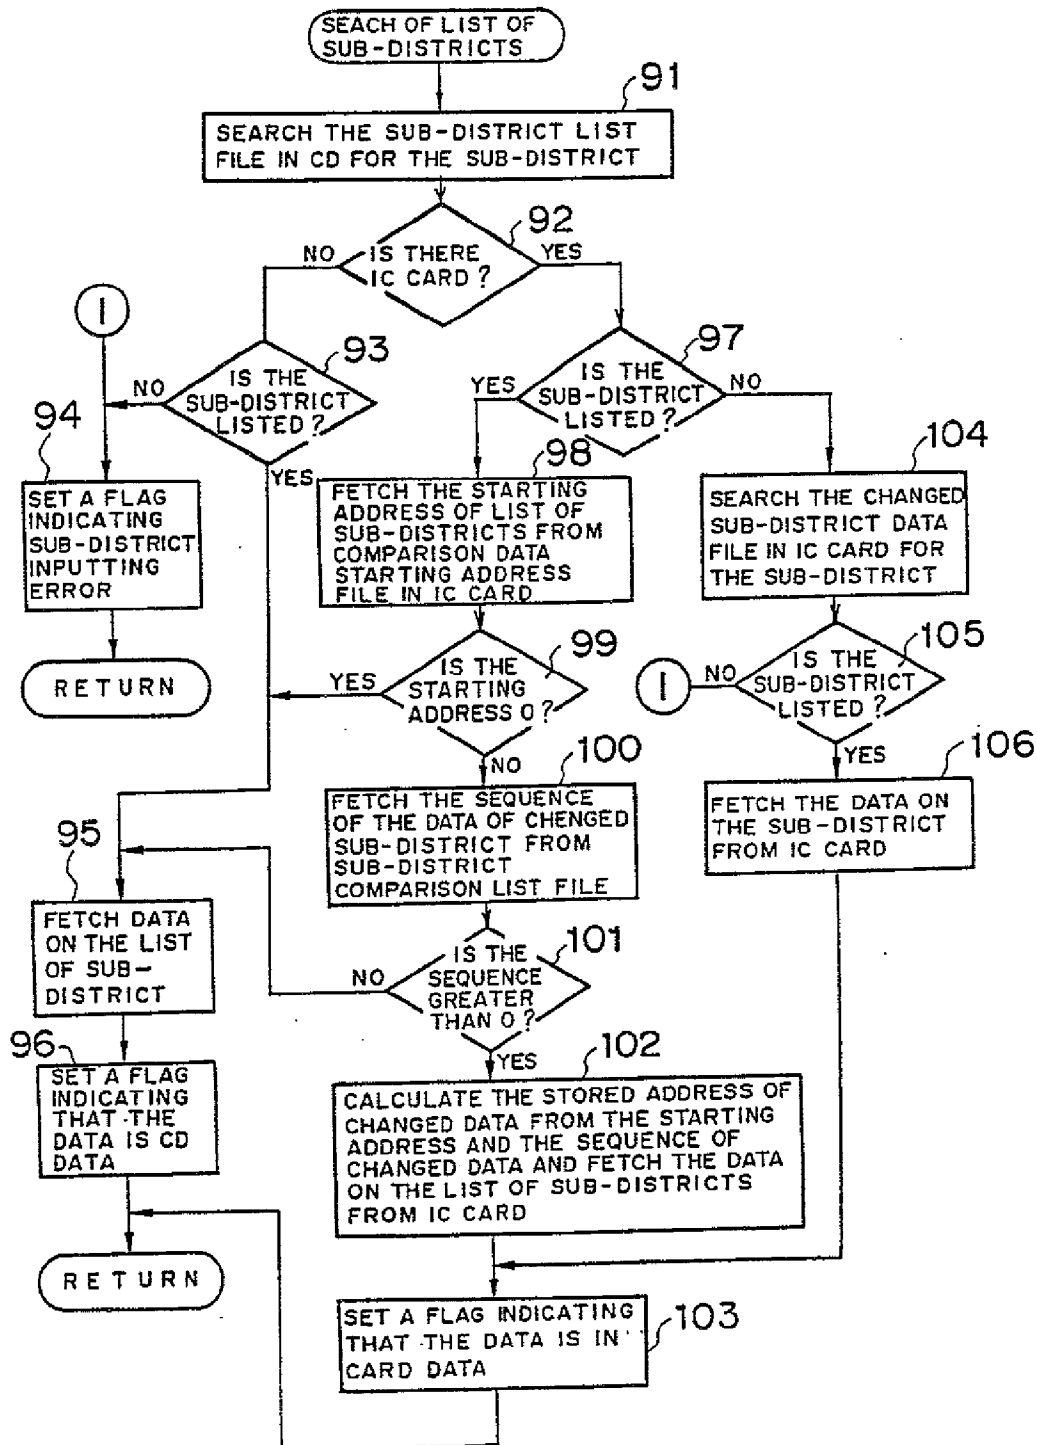 SEACH OF LIST OF
SUB-DISTRICTS
91
SEARCH THE SUB-DISTRICT LIST
FILE IN CD FOR THE SUB-DISTRICT
92
NO
IS THERE
IC CARD?
YES
1
93
NO
IS THE
SUB-DISTRICT
LISTED?
YES
97
YES
IS THE
SUB-DISTRICT
LISTED?
NO
94
SET A FLAG
INDICATING
SUB-DISTRICT
INPUTTING
ERROR
RETURN
98
FETCH THE STARTING
ADDRESS OF LIST OF
SUB-DISTRICTS FROM
COMPARISON DATA
STARTING ADDRESS
FILE IN IC CARD
104
SEARCH THE CHANGED
SUB-DISTRICT DATA
FILE IN IC CARD FOR
THE SUB-DISTRICT
99
YES
IS THE
STARTING
ADDRESS 0?
NO
105
1
NO
IS THE
SUB-DISTRICT
LISTED?
YES
100
FETCH THE SEQUENCE
OF THE DATA OF CHENGED
SUB-DISTRICT FROM
SUB-DISTRICT
COMPARISON LIST FILE
106
FETCH THE DATA ON
THE SUB-DISTRICT
FROM IC CARD
95
FETCH DATA
ON THE LIST
OF SUB-
DISTRICT
101
NO
IS THE
SEQUENCE
GREATER
THAN 0?
YES
96
SET A FLAG
INDICATING
THAT THE
DATA IS CD
DATA
RETURN
102
CALCULATE THE STORED ADDRESS OF
CHANGED DATA FROM THE STARTING
ADDRESS AND THE SEQUENCE OF
CHANGED DATA AND FETCH THE DATA
ON THE LIST OF SUB-DISTRICTS
FROM IC CARD
103
SET A FLAG INDICATING
THAT THE DATA IS IN
CARD DATA